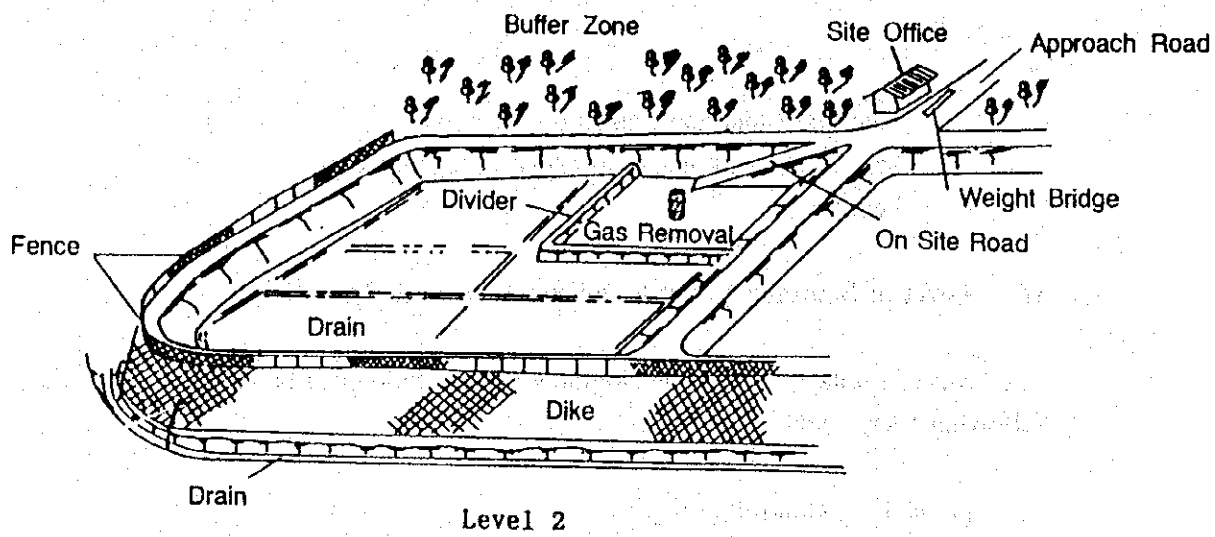 Buffer Zone
Site Office
Approach Road
Divider
Weight Bridge
Gas Removal
On Site Road
Fence
Drain
Dike
Drain
Level 2